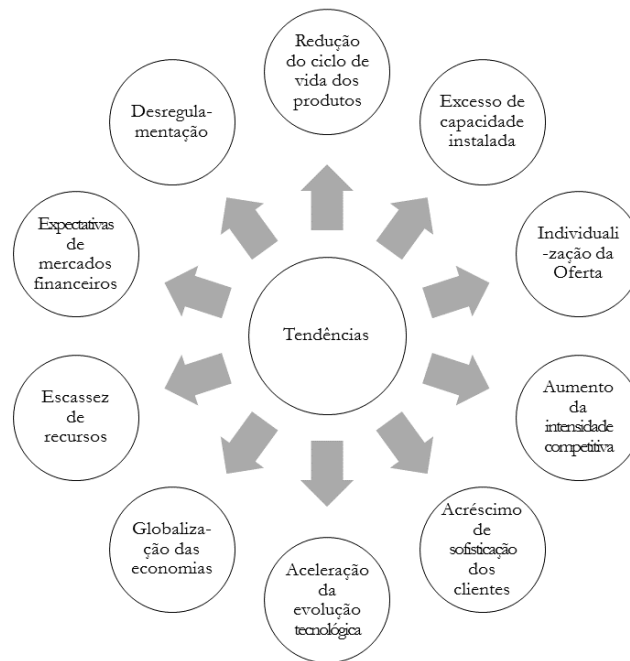 Redução
do ciclo de
vida dos
produtos
Excesso de
capacidade
instalada
Individuali
-zação da
Oferta
Aumento
da
intensidade
competitiva
Acréscimo
de
sofisticação
dos
clientes
Aceleração
da
evolução
tecnológica
Globaliza-
ção das
economias
Escassez
de
recursos
Expectativas
de
mercados
financeiros
Desregula-
mentação
Tendências